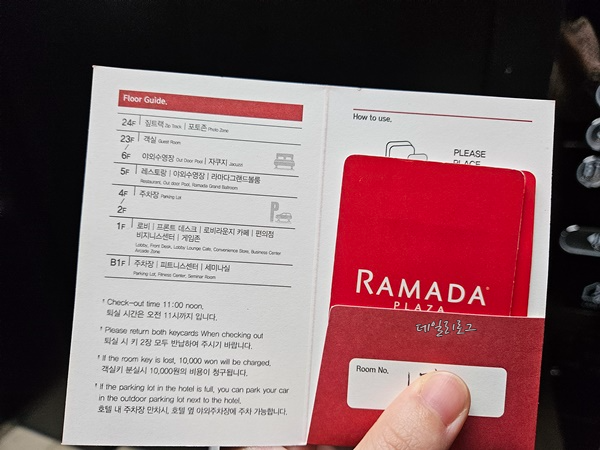 Floor Guide.
24F 짚트랙 Zip Track | 포토존 Photo Zone
23F 객실 Guest Room
/
6F 야외수영장 Out Door Pool | 자쿠지 Jacuzzi
5F 레스토랑 | 야외수영장 | 라마다그랜드볼룸
Restaurant, Out door Pool, Ramada Grand Ballroom
4F 주차장 Parking Lot
/
2F
P
1F 로비 | 프론트 데스크 | 로비라운지 카페 | 편의점
비지니스센터 | 게임존
Lobby, Front Desk, Lobby Lounge Cafe, Convenience Store, Business Center
Arcade Zone
B1F 주차장 | 피트니스센터 | 세미나실
Parking Lot, Fitness Center, Seminar Room
† Check-out time 11:00 noon.
퇴실 시간은 오전 11시까지 입니다.
† Please return both keycards When checking out
퇴실 시 키 2장 모두 반납하여 주시기 바랍니다.
† If the room key is lost, 10,000 won will be charged.
객실키 분실시 10,000원의 비용이 청구됩니다.
† If the parking lot in the hotel is full, you can park your car
in the outdoor parking lot next to the hotel.
호텔 내 주차장 만차시, 호텔 옆 야외주차장에 주차 가능합니다.
How to use.
PLEASE
PLACE
RAMADA®
PLAZA
데일리로그
Room No.